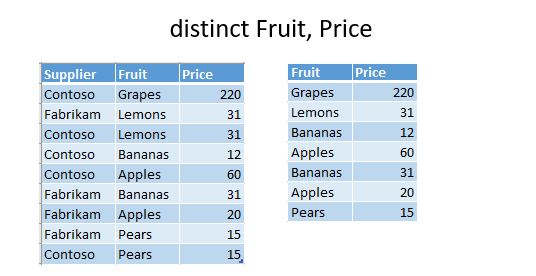 distinct Fruit, Price
Supplier Fruit Price
Contoso Grapes 220
Fabrikam Lemons 31
Contoso Lemons 31
Contoso Bananas 12
Contoso Apples 60
Fabrikam Bananas 31
Fabrikam Apples 20
Fabrikam Pears 15
Contoso Pears 15
Fruit Price
Grapes 220
Lemons 31
Bananas 12
Apples 60
Bananas 31
Apples 20
Pears 15